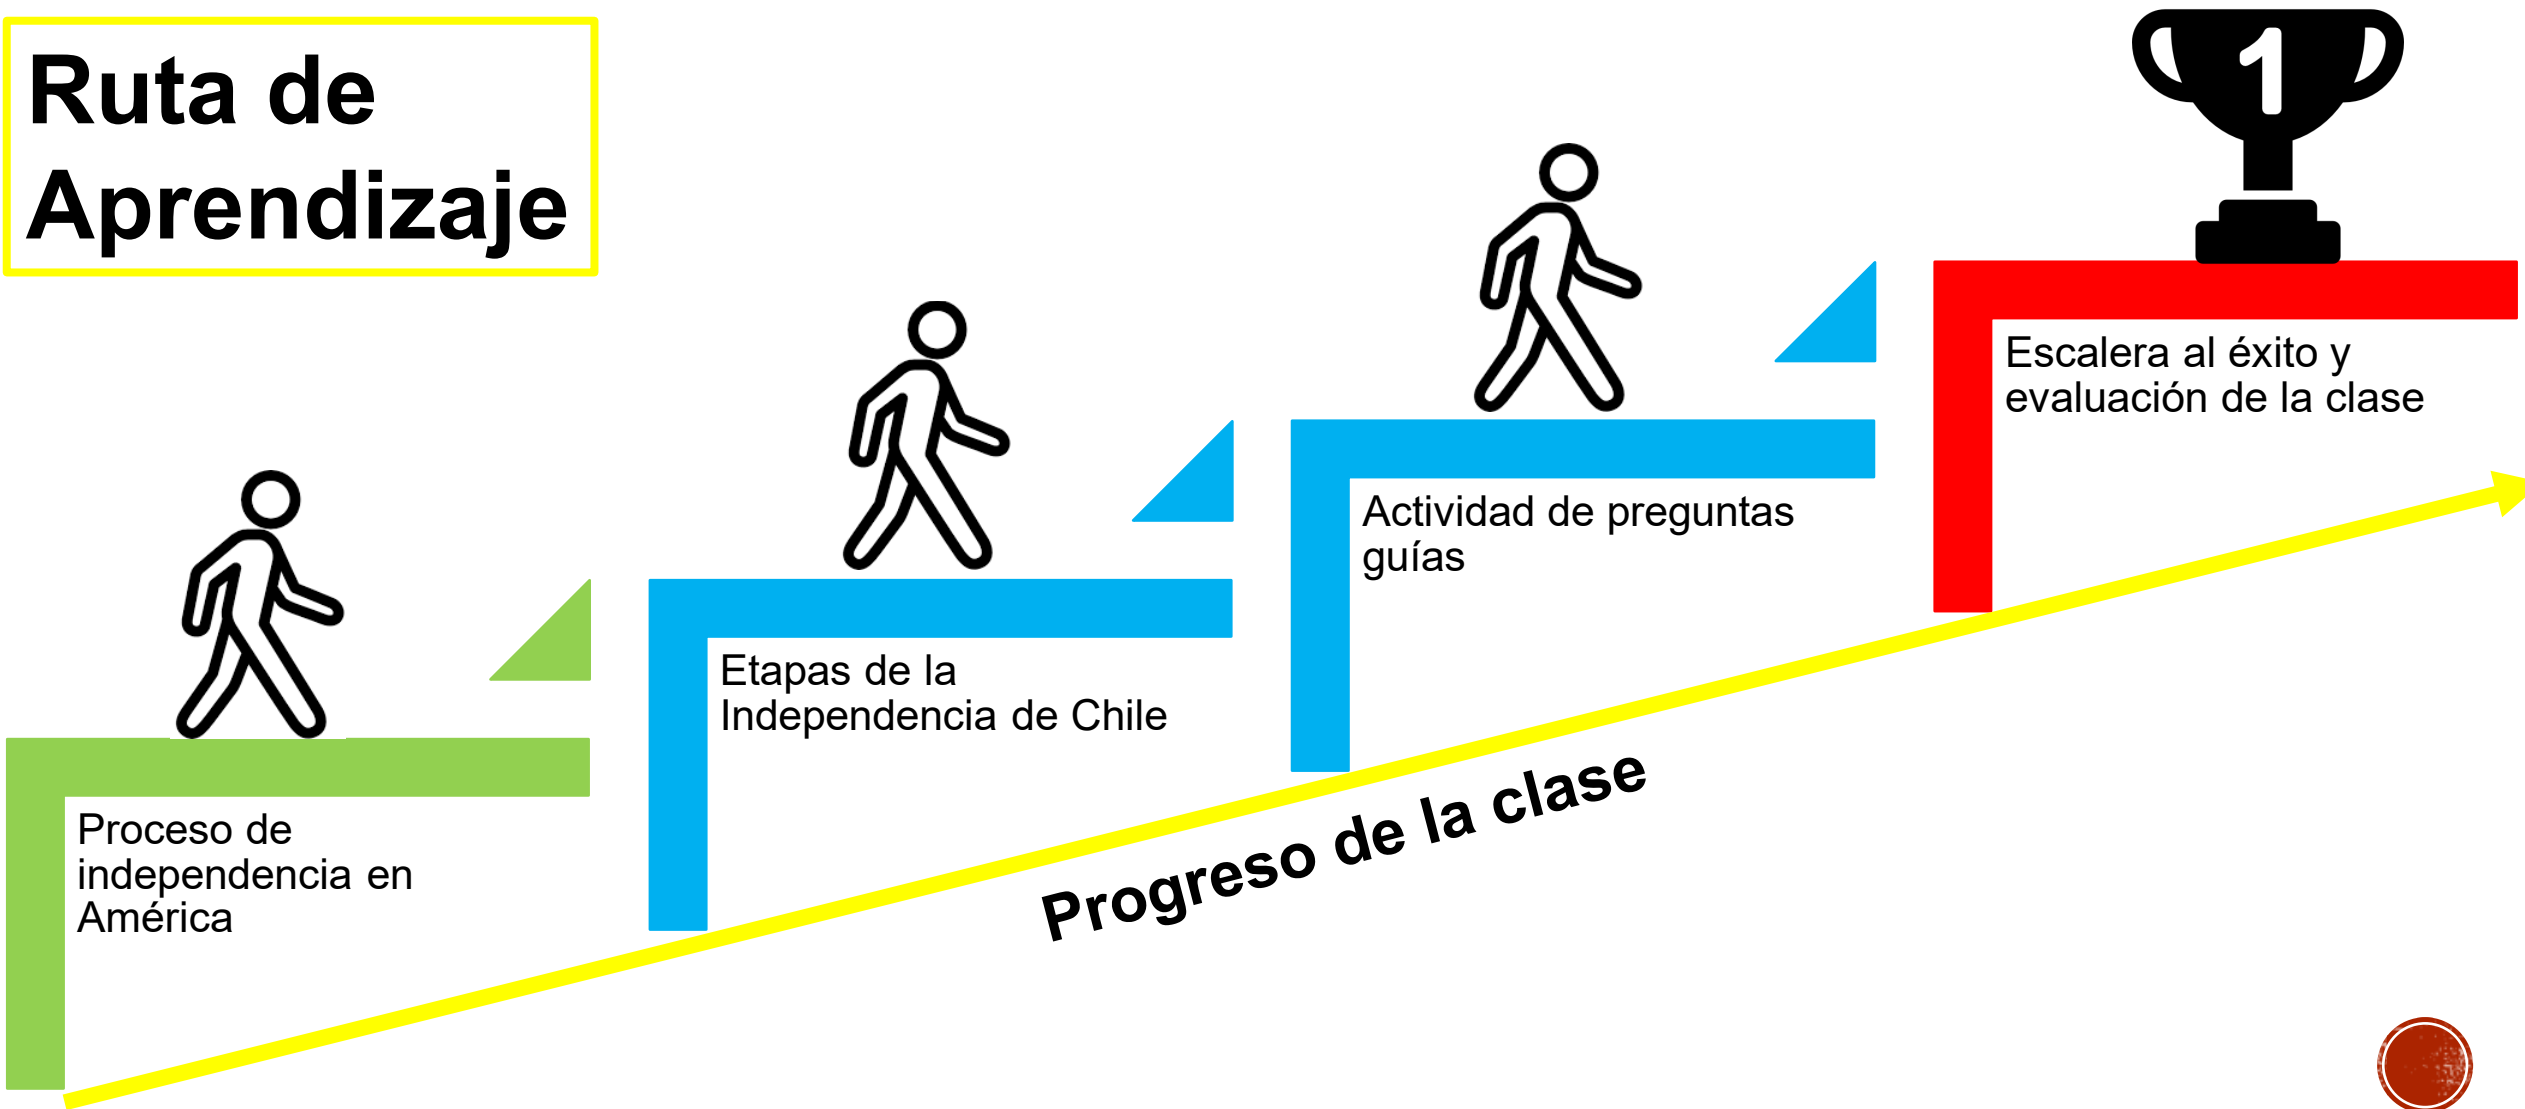 Ruta de
Aprendizaje
1
Escalera al éxito y
evaluación de la clase
Actividad de preguntas
guías
Etapas de la
Independencia de Chile
Proceso de
independencia en
América
Progreso de la clase